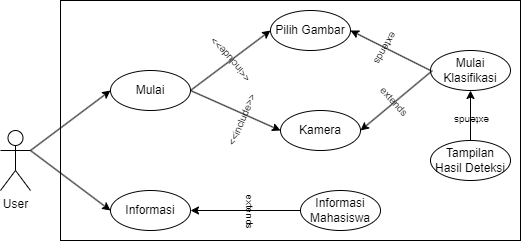 Pilih Gambar
<<include>>
extends
Mulai
Klasifikasi
Mulai
extends
<<include>>
Kamera
extends
Tampilan
Hasil Deteksi
User
Informasi
extends
Informasi
Mahasiswa